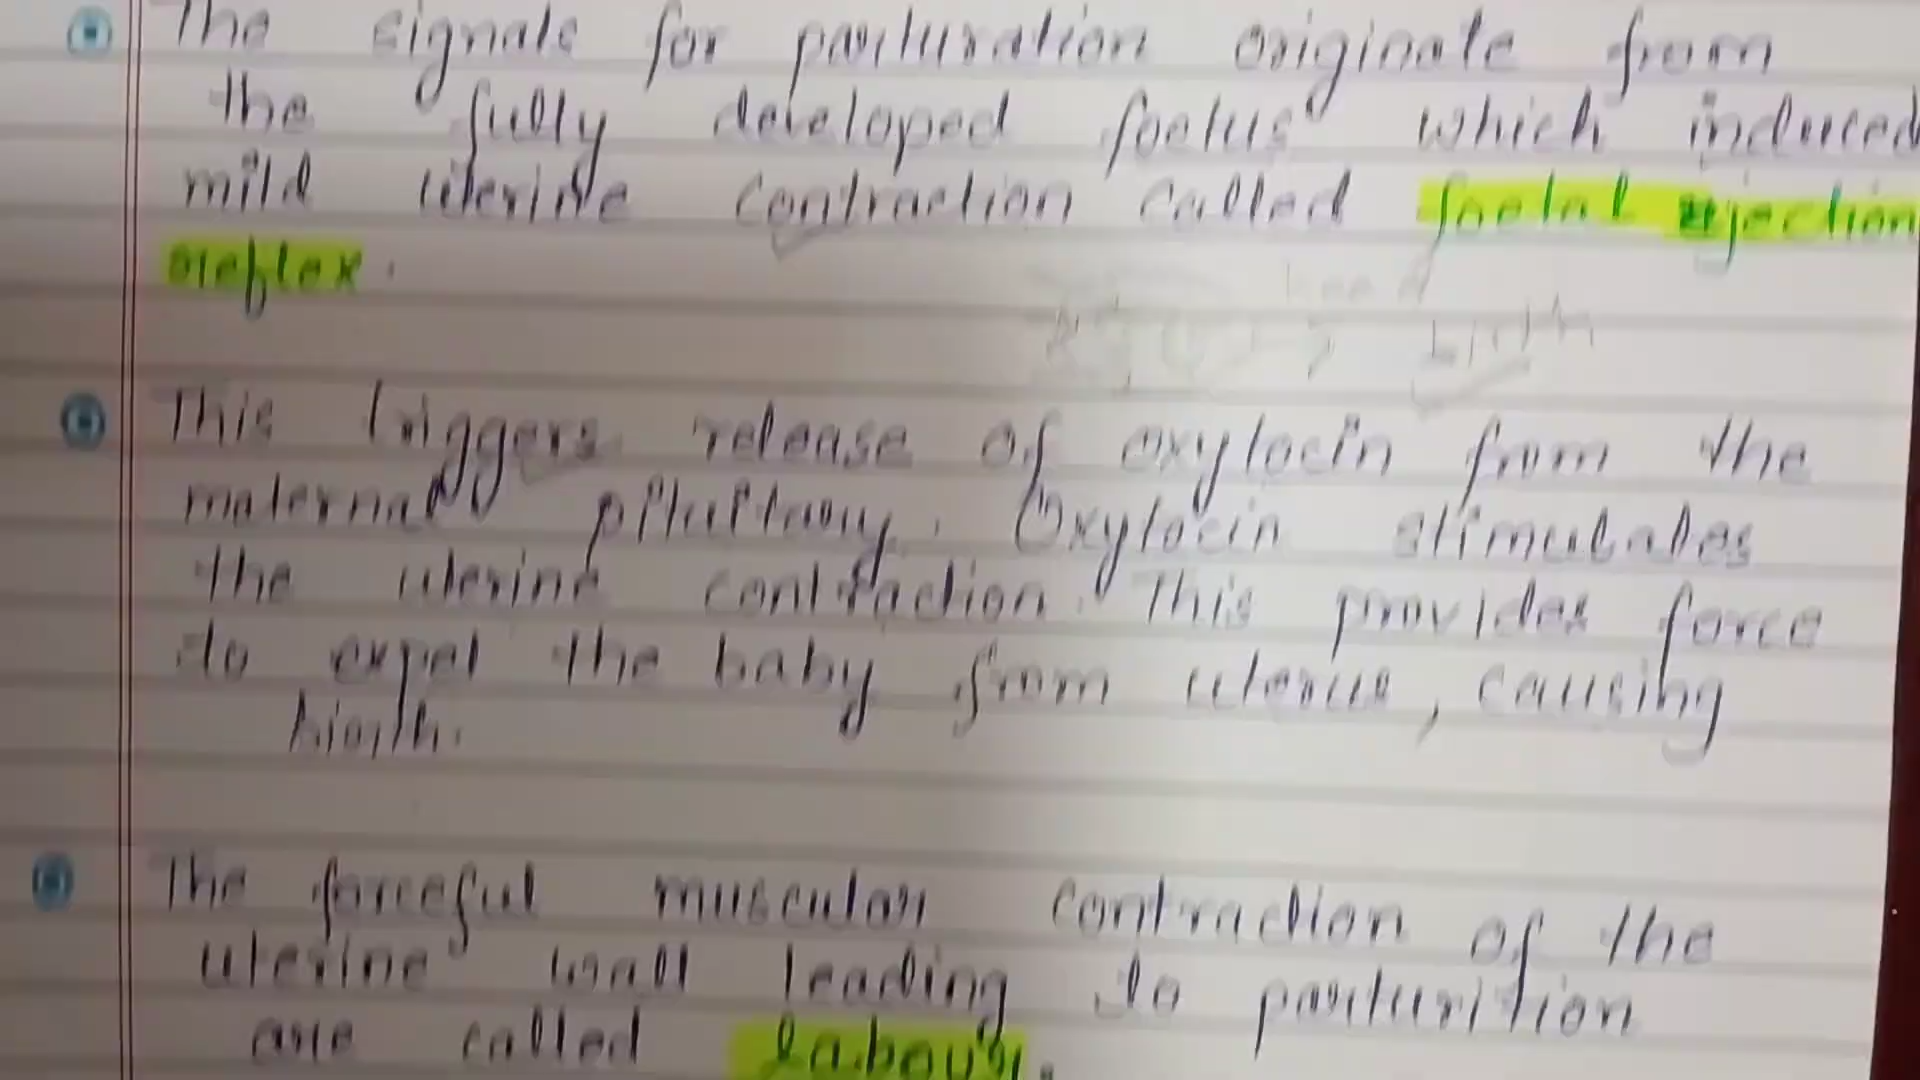 The signals for parturation originate from
the fully developed foetus which induced
mild uterine contraction called foetal ejection
reflex.
This triggers release of oxytocin from the
maternal pituitary. Oxytocin stimulates
the uterine contraction. This provides force
to expel the baby from uterus, causing
birth.
The forceful muscular contraction of the
uterine wall leading to parturition
are called labour.